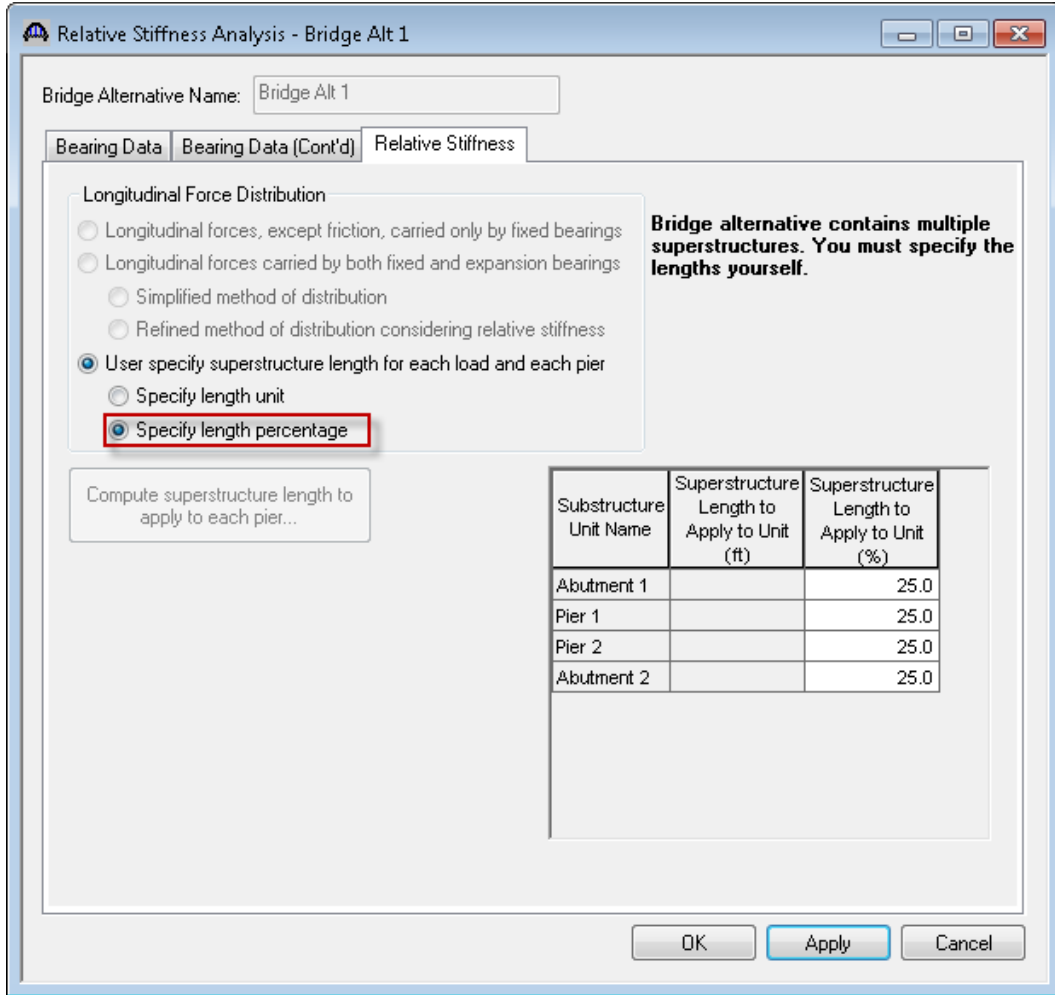 Relative Stiffness Analysis - Bridge Alt 1
Bridge Alternative Name: Bridge Alt 1
Bearing Data Bearing Data (Cont'd) Relative Stiffness
Longitudinal Force Distribution
Longitudinal forces, except friction, carried only by fixed bearings
Longitudinal forces carried by both fixed and expansion bearings
Simplified method of distribution
Refined method of distribution considering relative stiffness
User specify superstructure length for each load and each pier
Specify length unit
Specify length percentage
Bridge alternative contains multiple
superstructures. You must specify the
lengths yourself.
Compute superstructure length to
apply to each pier...
Substructure
Unit Name
Superstructure
Length to
Apply to Unit
(ft)
Superstructure
Length to
Apply to Unit
(%)
Abutment 1 25.0
Pier 1 25.0
Pier 2 25.0
Abutment 2 25.0
OK Apply Cancel